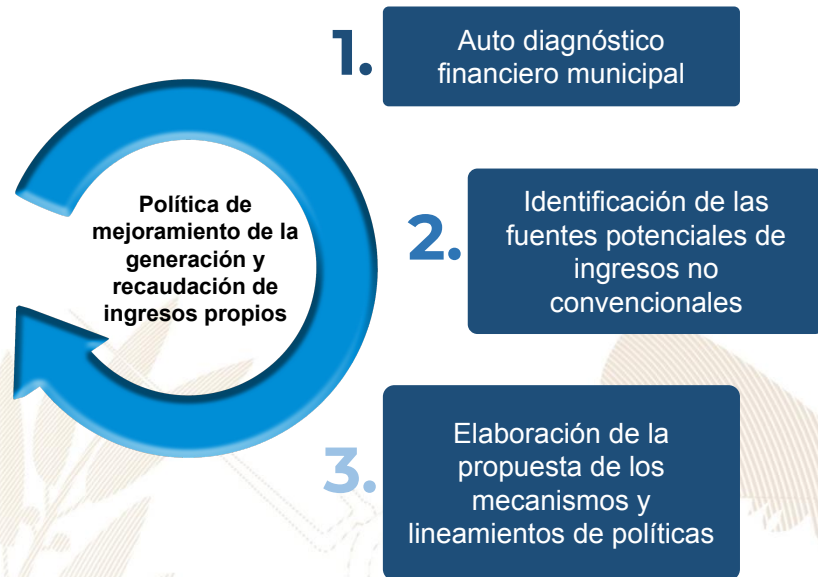 1.
Auto diagnóstico
financiero municipal
Política de
mejoramiento de la
generación y
recaudación de
ingresos propios
2.
Identificación de las
fuentes potenciales de
ingresos no
convencionales
3.
Elaboración de la
propuesta de los
mecanismos y
lineamientos de políticas